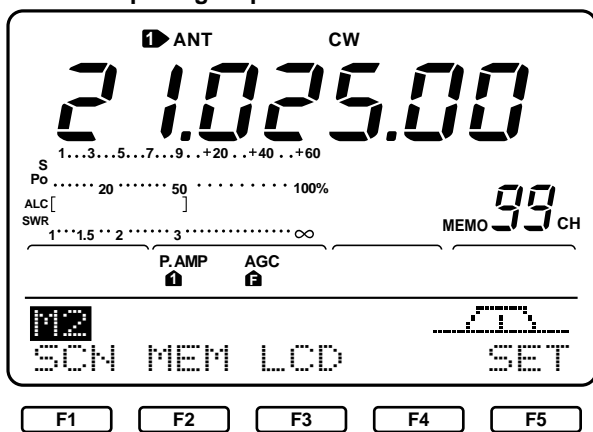 1 ANT CW
21.025.00
1...3...5...7...9..+20..+40..+60
S
Po ...... 20 ...... 50 .......... 100%
ALC [ ]
SWR
1...1.5..2 ...... 3 .............. ∞
MEMO 99 CH
P.AMP AGC
1 F
M2
SCN MEM LCD SET
F1 F2 F3 F4 F5